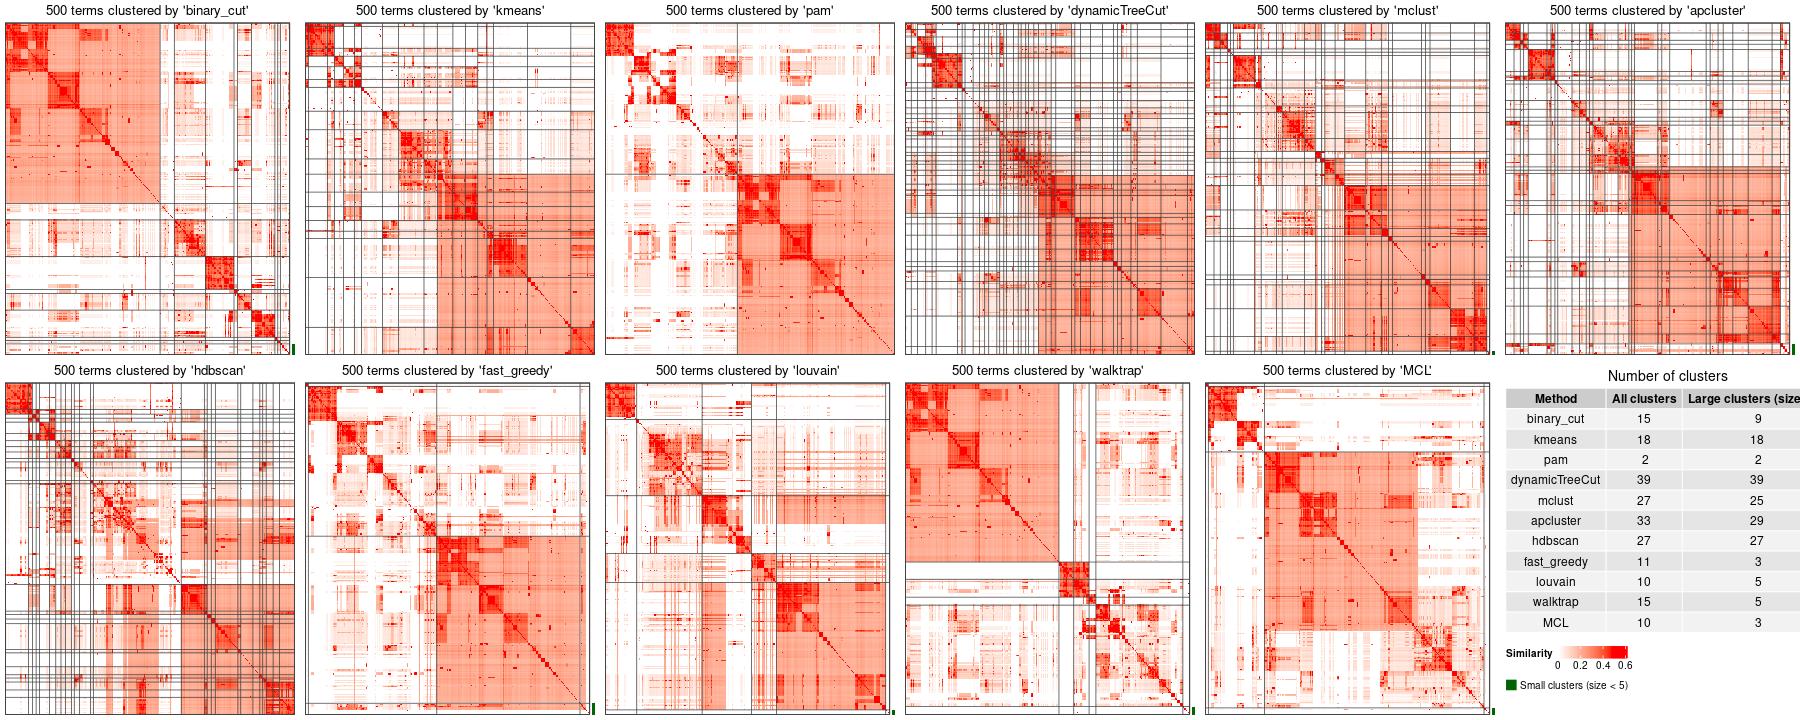 500 terms clustered by 'binary_cut'
500 terms clustered by 'kmeans'
500 terms clustered by 'pam'
500 terms clustered by 'dynamicTreeCut'
500 terms clustered by 'mclust'
500 terms clustered by 'apcluster'
500 terms clustered by 'hdbscan'
500 terms clustered by 'fast_greedy'
500 terms clustered by 'louvain'
500 terms clustered by 'walktrap'
500 terms clustered by 'MCL'
Number of clusters
Method All clusters Large clusters (size
binary_cut 15 9
kmeans 18 18
pam 2 2
dynamicTreeCut 39 39
mclust 27 25
apcluster 33 29
hdbscan 27 27
fast_greedy 11 3
louvain 10 5
walktrap 15 5
MCL 10 3
Similarity
0 0.2 0.4 0.6
Small clusters (size < 5)